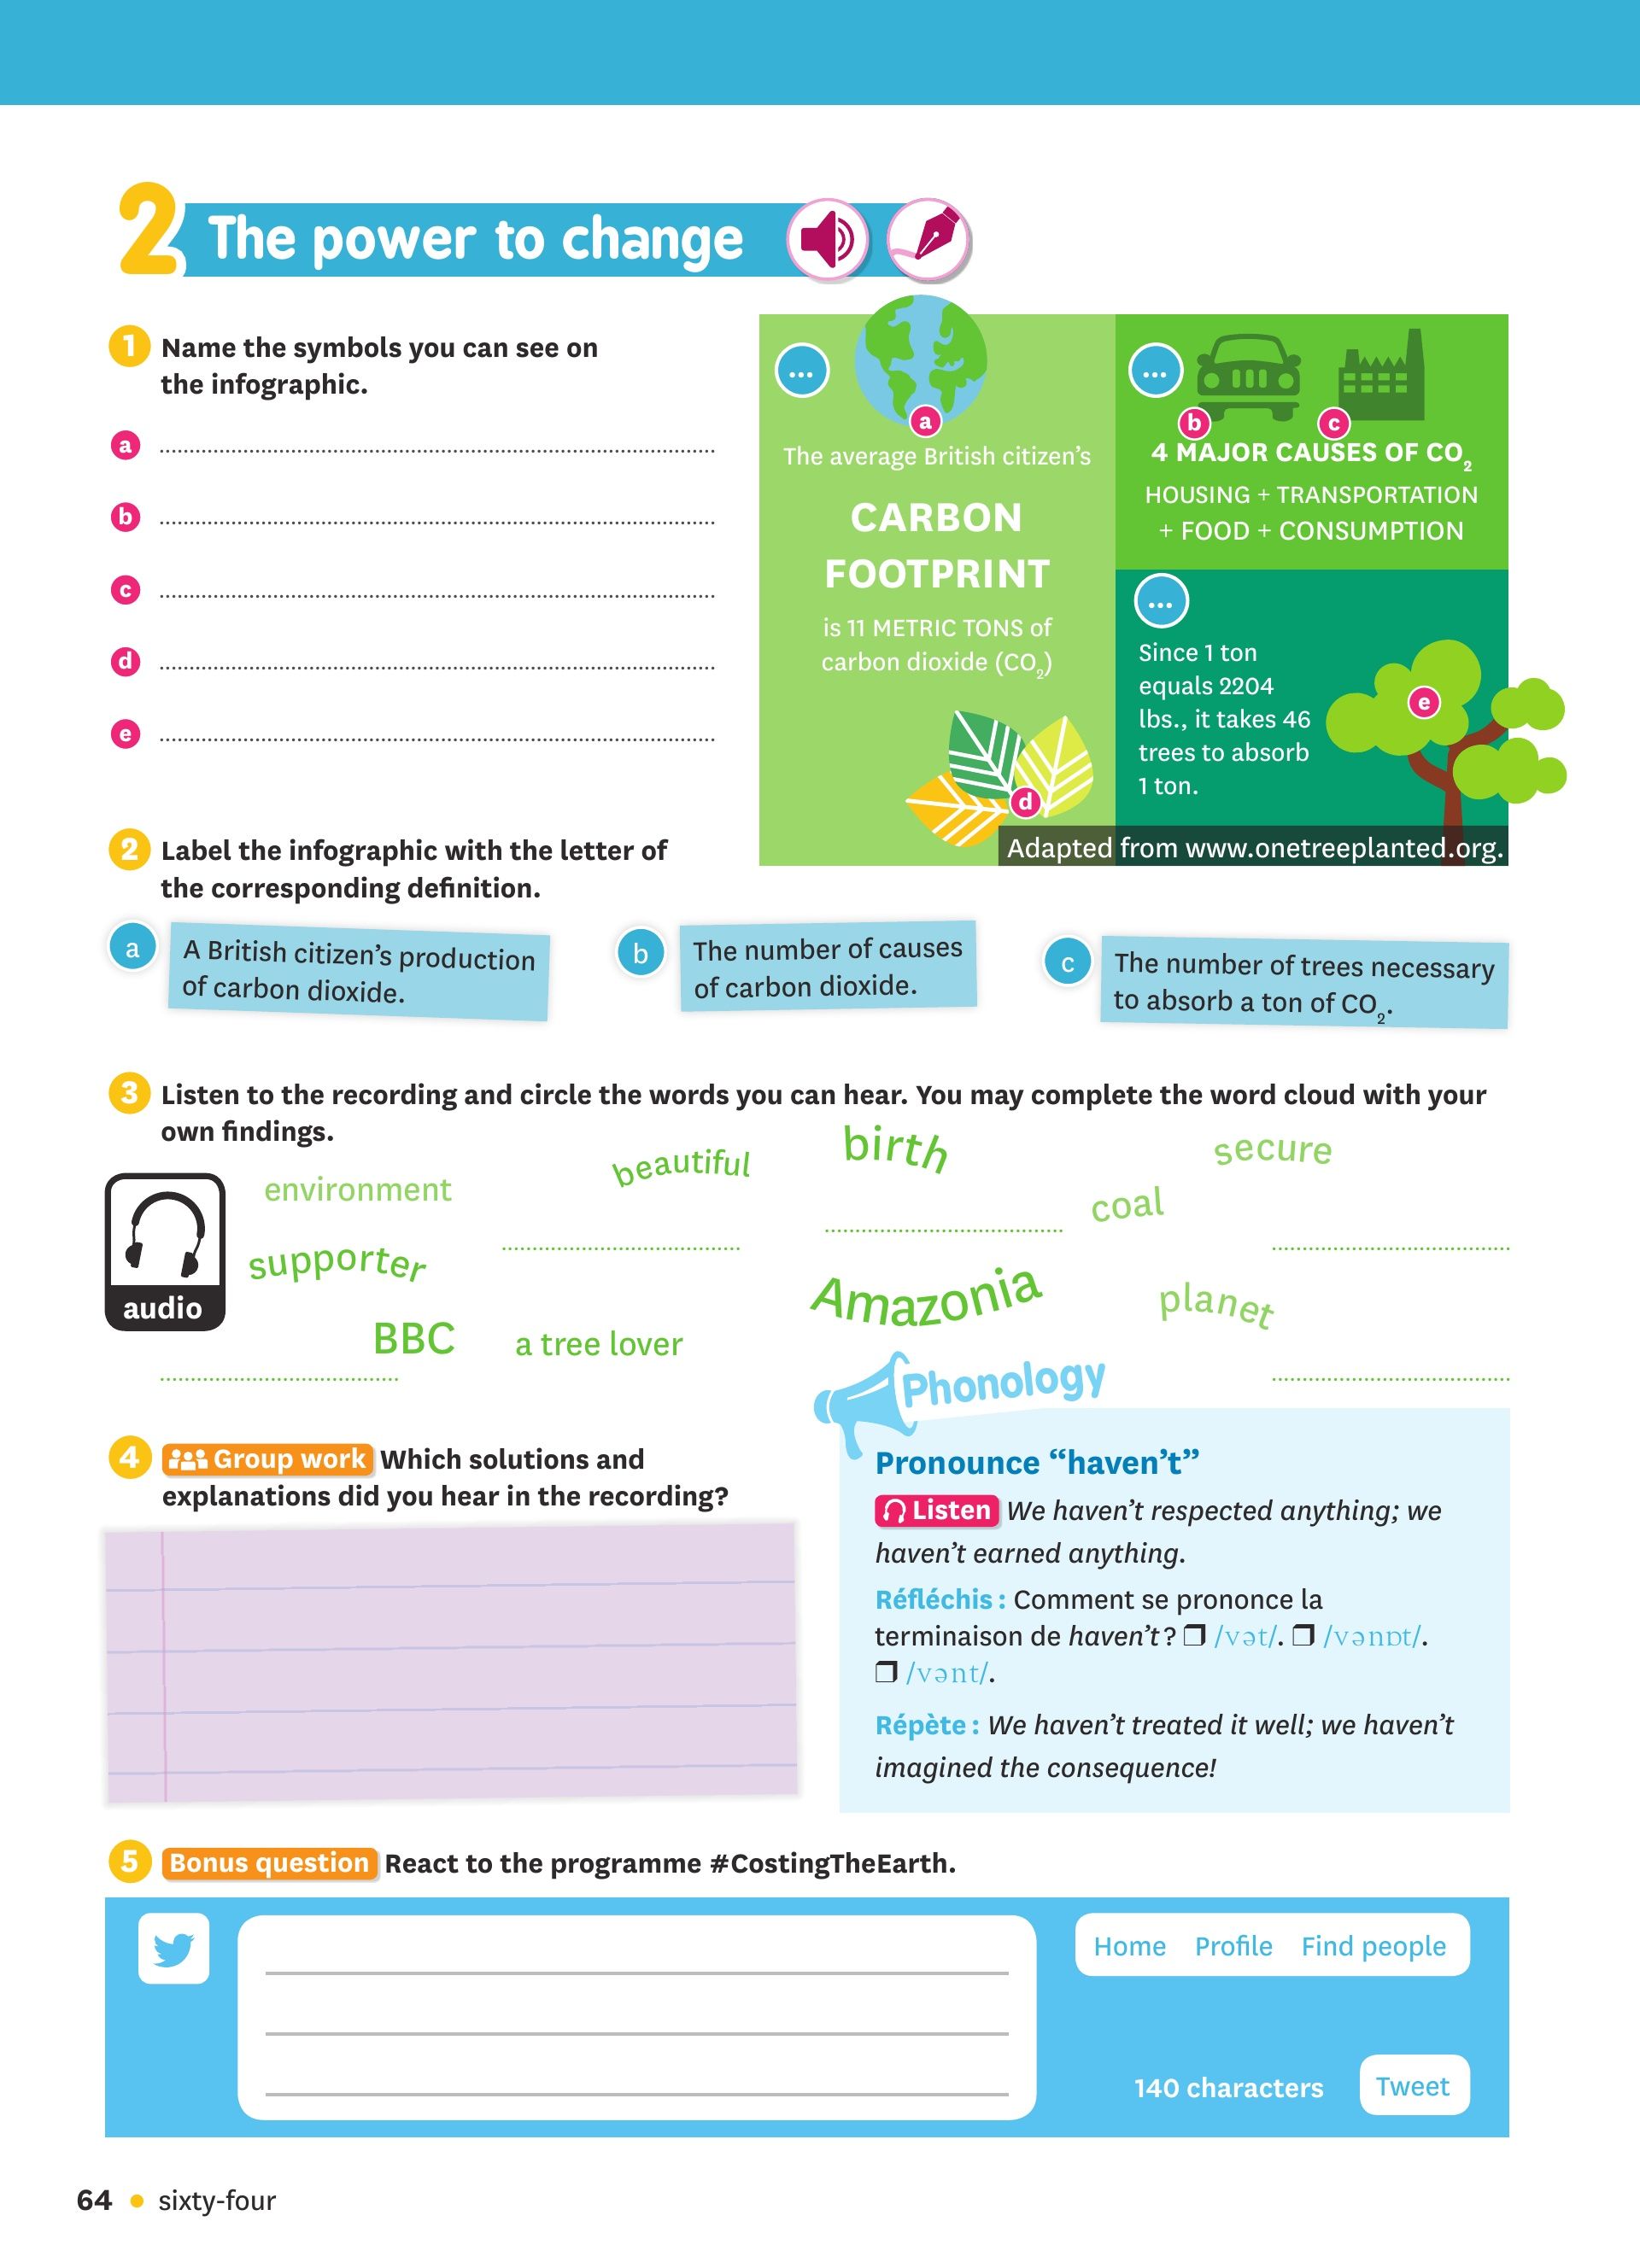 2 The power to change
1 Name the symbols you can see on
the infographic.
a
b
c
d
e
...
a
The average British citizen’s
CARBON
FOOTPRINT
is 11 METRIC TONS of
carbon dioxide (CO₂)
d
...
b c
4 MAJOR CAUSES OF CO₂
HOUSING + TRANSPORTATION
+ FOOD + CONSUMPTION
...
Since 1 ton
equals 2204
lbs., it takes 46
trees to absorb
1 ton.
e
Adapted from www.onetreeplanted.org.
2 Label the infographic with the letter of
the corresponding definition.
a A British citizen’s production
of carbon dioxide.
b The number of causes
of carbon dioxide.
c The number of trees necessary
to absorb a ton of CO₂.
3 Listen to the recording and circle the words you can hear. You may complete the word cloud with your
own findings.
audio
environment
beautiful
birth
secure
coal
supporter
Amazonia
planet
BBC
a tree lover
4 Group work Which solutions and
explanations did you hear in the recording?
Phonology
Pronounce “haven’t”
Listen We haven’t respected anything; we
haven’t earned anything.
Réfléchis : Comment se prononce la
terminaison de haven’t ? ❒ /vət/. ❒ /vənɒt/.
❒ /vənt/.
Répète : We haven’t treated it well; we haven’t
imagined the consequence!
5 Bonus question React to the programme #CostingTheEarth.
Home Profile Find people
140 characters Tweet
64 • sixty-four